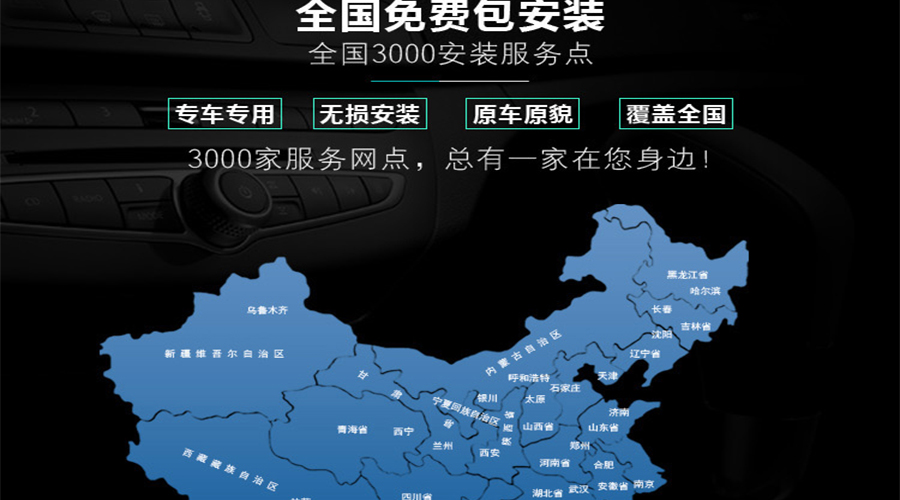 全国免费包安装
全国3000安装服务点
专车专用 无损安装 原车原貌 覆盖全国
3000家服务网点，总有一家在您身边!
黑龙江省
哈尔滨
乌鲁木齐
长春
吉林省
沈阳
内蒙古自治区
新疆维吾尔自治区
辽宁省
甘肃省
呼和浩特
天津
石家庄
银川
太原
宁夏回族自治区
济南
陕西省
青海省
西宁
山西省
山东省
兰州
郑州
西安
西藏藏族自治区
河南省
合肥
四川省
湖北省
武汉
安徽省
南京
2
3
RADIO
MODE
1